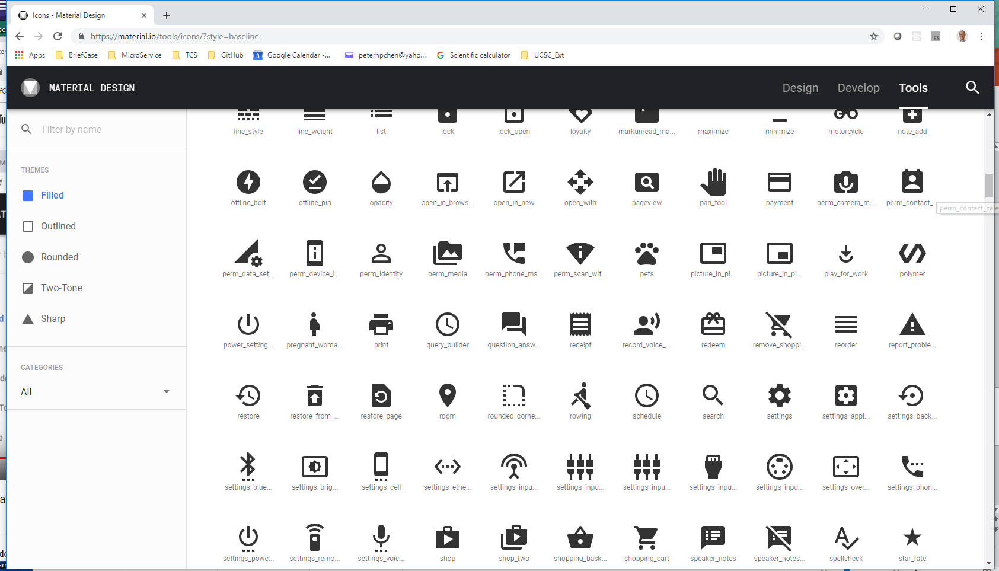 Icons - Material Design
https://material.io/tools/icons/?style=baseline
Apps BriefCase MicroService TCS GitHub 3 Google Calendar -... peterhpchen@yaho... Scientific calculator UCSC_Ext
ES
MATERIAL DESIGN Design Develop Tools
Filter by name
THEMES
Filled
Outlined
Rounded
Two-Tone
Sharp
CATEGORIES
All
line_style line_weight list lock lock_open loyalty markunread_ma... maximize minimize motorcycle note_add
offline_bolt offline_pin opacity open_in_brows... open_in_new open_with pageview pan_tool payment perm_camera_m... perm_contact_...
perm_contact_cale
perm_data_set... perm_device_i... perm_identity perm_media perm_phone_ms... perm_scan_wif... pets picture_in_pi... picture_in_pi... play_for_work polymer
power_setting... pregnant_woma... print query_builder question_answ... receipt record_voice_... redeem remove_shoppi... reorder report_proble...
restore restore_from_... restore_page room rounded_corne... rowing schedule search settings settings_appl... settings_back...
settings_blue... settings_brig... settings_cell settings_ethe... settings_inpu... settings_inpu... settings_inpu... settings_inpu... settings_inpu... settings_over... settings_phon...
settings_powe... settings_remo... settings_voic... shop shop_two shopping_bask... shopping_cart speaker_notes speaker_notes... spellcheck star_rate